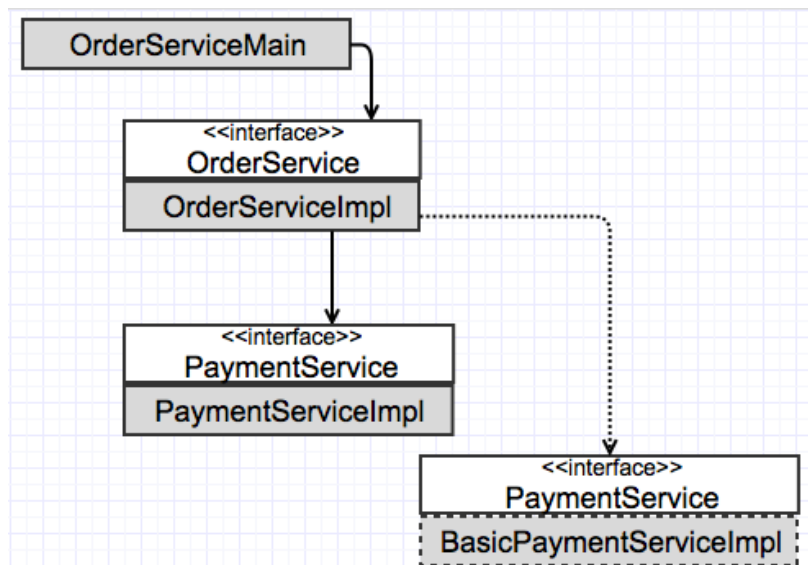 OrderServiceMain
<<interface>>
OrderService
OrderServiceImpl
<<interface>>
PaymentService
PaymentServiceImpl
<<interface>>
PaymentService
BasicPaymentServiceImpl